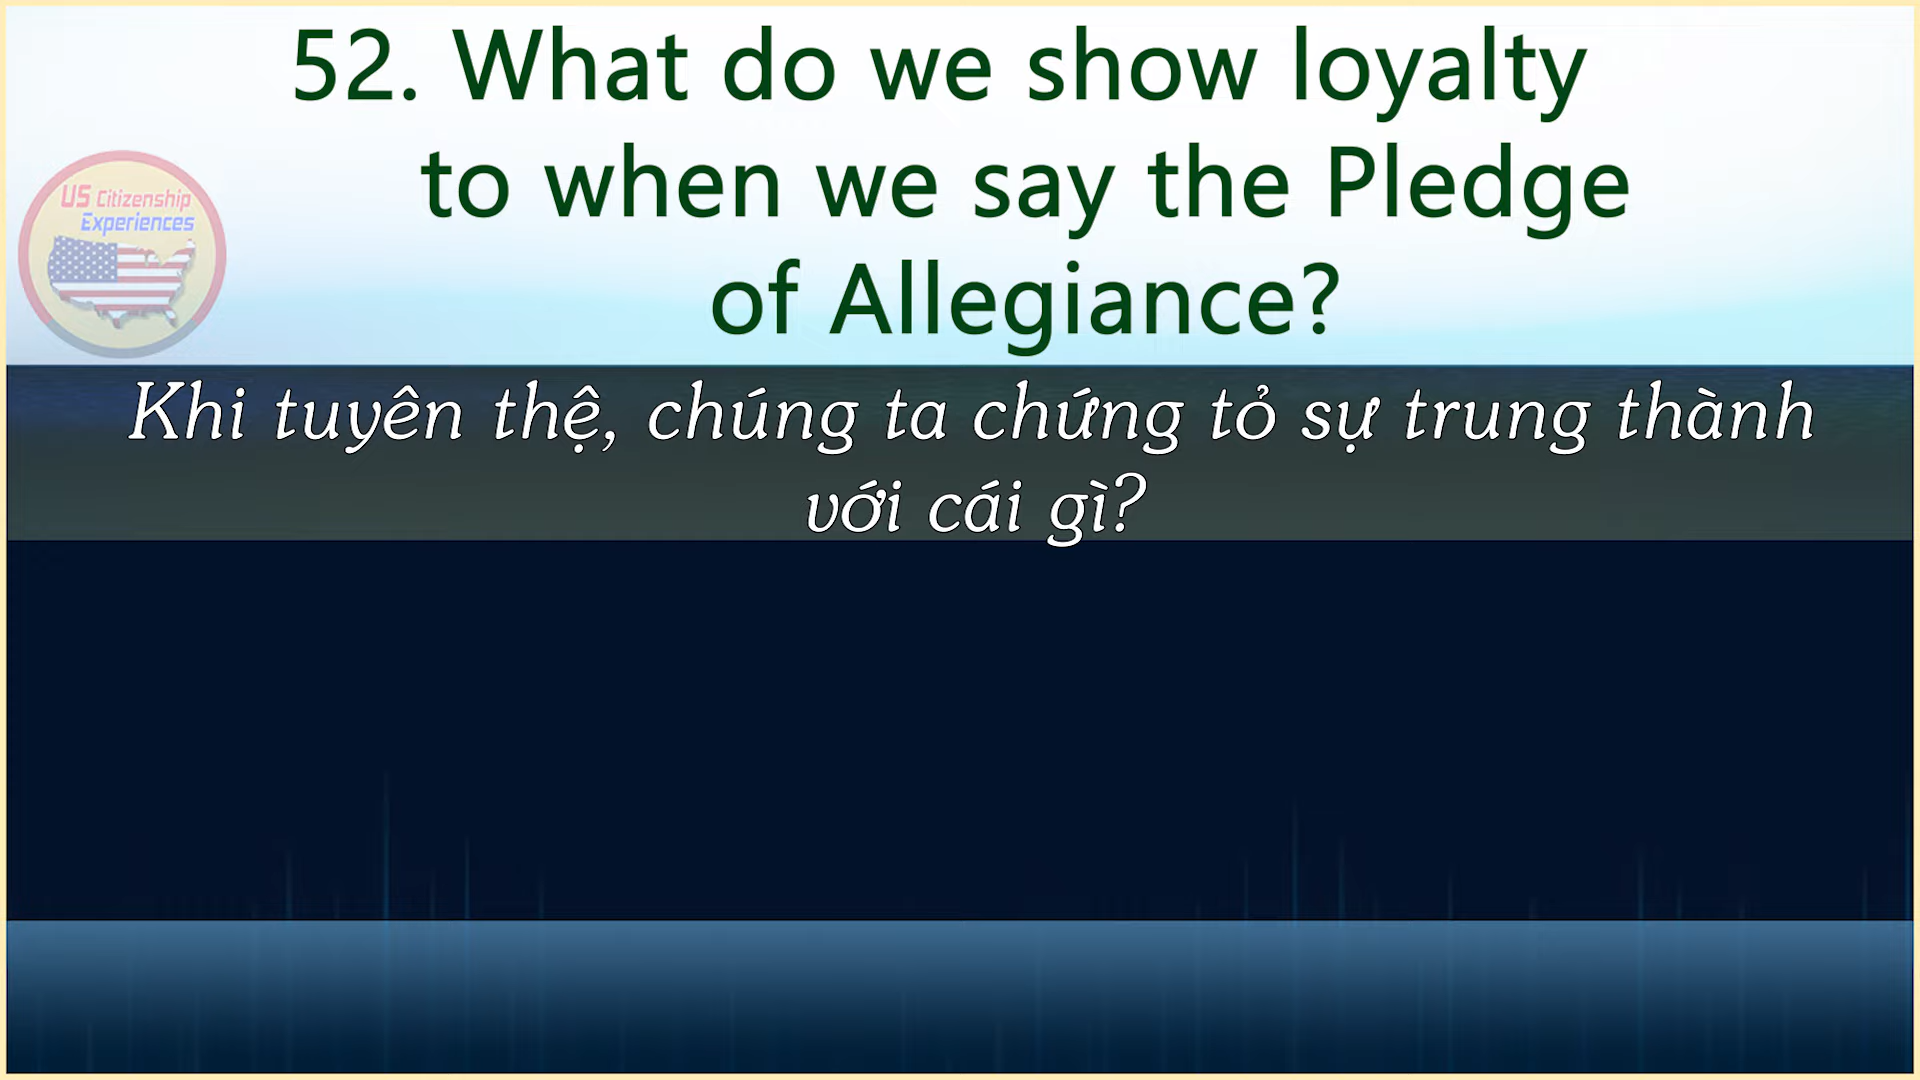 52. What do we show loyalty
to when we say the Pledge
of Allegiance?
US Citizenship
Experiences
Khi tuyên thệ, chúng ta chứng tỏ sự trung thành
với cái gì?